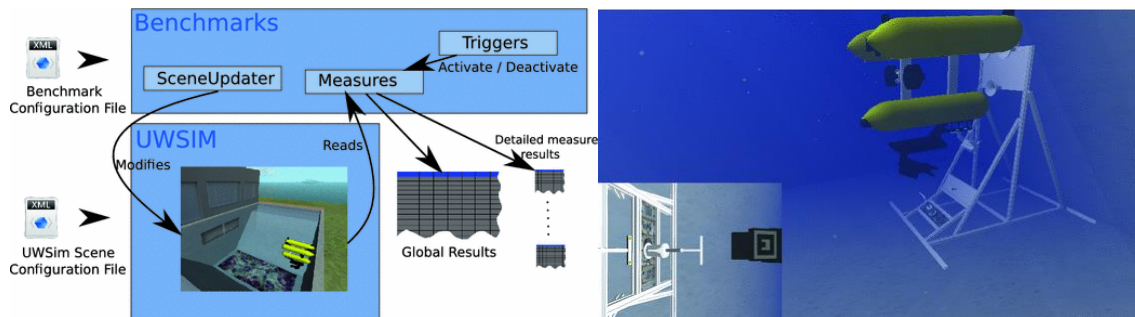 Benchmarks
XML
Benchmark
Configuration File
Triggers
Activate / Deactivate
SceneUpdater
Measures
UWSIM
Modifies
Reads
Detailed measure
results
XML
UWSim Scene
Configuration File
Global Results